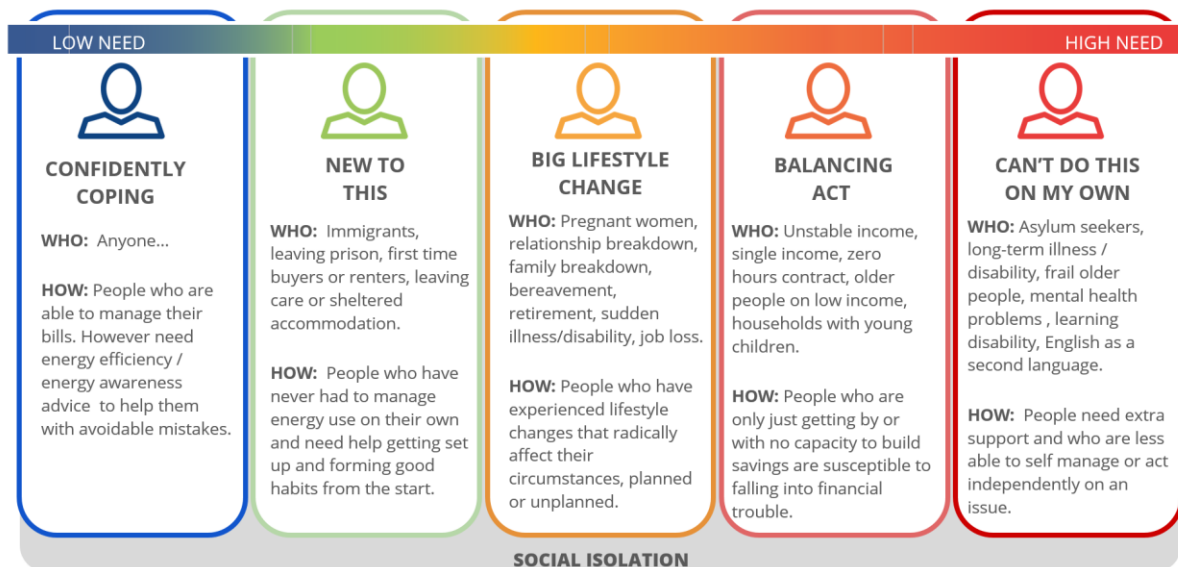 LOW NEED
HIGH NEED
CONFIDENTLY
COPING
WHO: Anyone...
HOW: People who are
able to manage their
bills. However need
energy efficiency /
energy awareness
advice to help them
with avoidable mistakes.
NEW TO
THIS
WHO: Immigrants,
leaving prison, first time
buyers or renters, leaving
care or sheltered
accommodation.
HOW: People who have
never had to manage
energy use on their own
and need help getting set
up and forming good
habits from the start.
BIG LIFESTYLE
CHANGE
WHO: Pregnant women,
relationship breakdown,
family breakdown,
bereavement,
retirement, sudden
illness/disability, job loss.
HOW: People who have
experienced lifestyle
changes that radically
affect their
circumstances, planned
or unplanned.
BALANCING
ACT
WHO: Unstable income,
single income, zero
hours contract, older
people on low income,
households with young
children.
HOW: People who are
only just getting by or
with no capacity to build
savings are susceptible to
falling into financial
trouble.
CAN'T DO THIS
ON MY OWN
WHO: Asylum seekers,
long-term illness /
disability, frail older
people, mental health
problems , learning
disability, English as a
second language.
HOW: People need extra
support and who are less
able to self manage or act
independently on an
issue.
SOCIAL ISOLATION